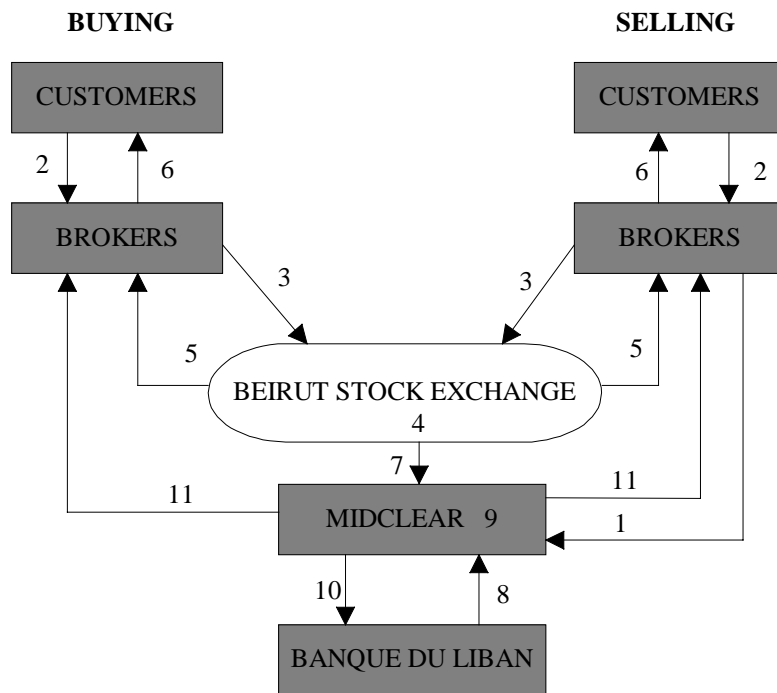 BUYING SELLING
CUSTOMERS CUSTOMERS
2 6 6 2
BROKERS BROKERS
3 3
5 5
BEIRUT STOCK EXCHANGE
4
7
11 11
MIDCLEAR 9 1
10 8
BANQUE DU LIBAN